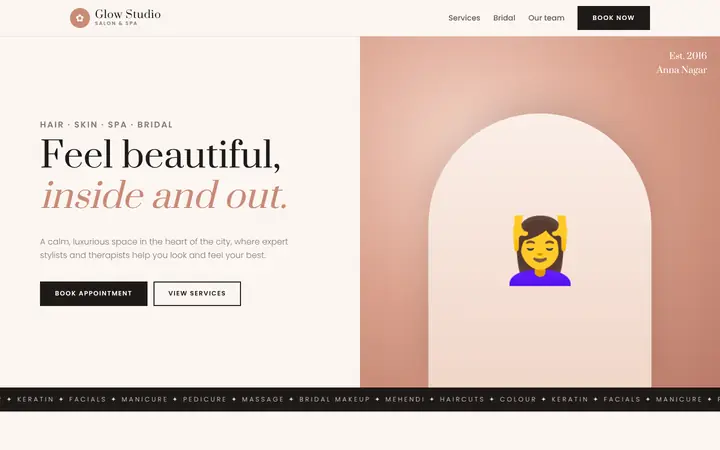 Glow Studio
SALON & SPA
Services Bridal Our team BOOK NOW
Est. 2016
Anna Nagar
HAIR · SKIN · SPA · BRIDAL
Feel beautiful,
inside and out.
A calm, luxurious space in the heart of the city, where expert
stylists and therapists help you look and feel your best.
BOOK APPOINTMENT VIEW SERVICES
✦ KERATIN ✦ FACIALS ✦ MANICURE ✦ PEDICURE ✦ MASSAGE ✦ BRIDAL MAKEUP ✦ MEHENDI ✦ HAIRCUTS ✦ COLOUR ✦ KERATIN ✦ FACIALS ✦ MANICURE ✦